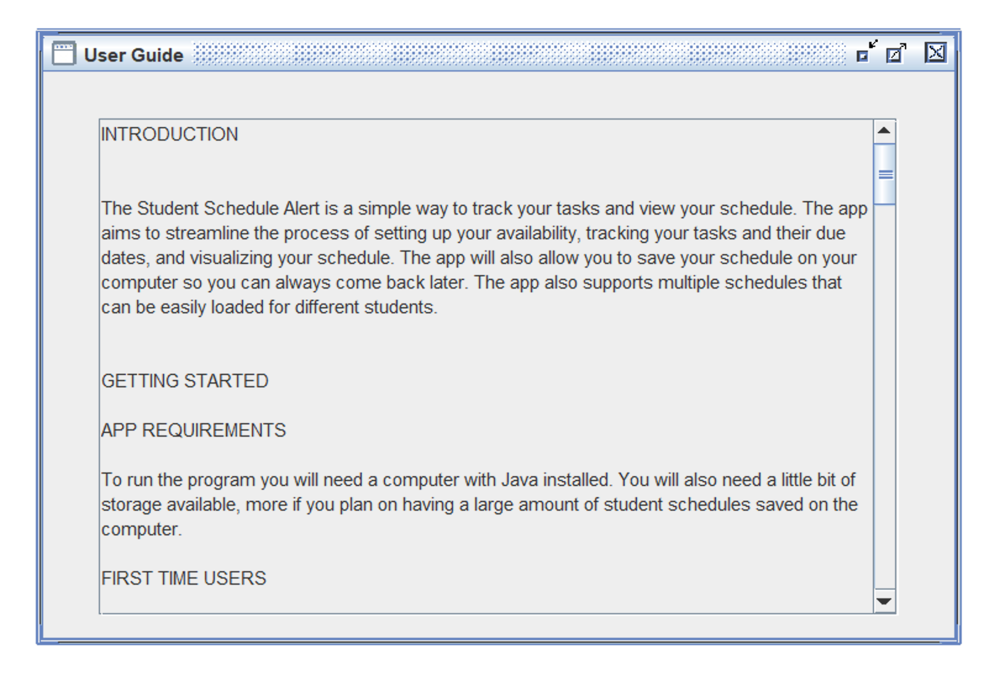 User Guide
INTRODUCTION
The Student Schedule Alert is a simple way to track your tasks and view your schedule. The app
aims to streamline the process of setting up your availability, tracking your tasks and their due
dates, and visualizing your schedule. The app will also allow you to save your schedule on your
computer so you can always come back later. The app also supports multiple schedules that
can be easily loaded for different students.
GETTING STARTED
APP REQUIREMENTS
To run the program you will need a computer with Java installed. You will also need a little bit of
storage available, more if you plan on having a large amount of student schedules saved on the
computer.
FIRST TIME USERS